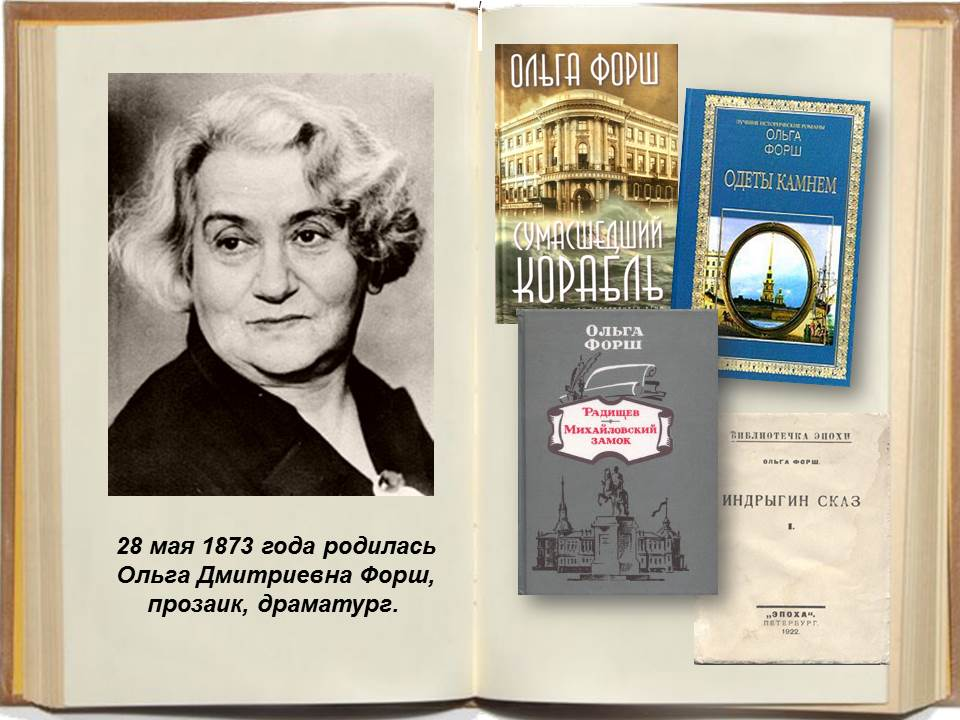 28 мая 1873 года родилась
Ольга Дмитриевна Форш,
прозаик, драматург.
ОЛЬГА ФОРШ
СУМАСШЕДШИЙ
КОРАБЛЬ
ЛУЧШИЕ ИСТОРИЧЕСКИЕ РОМАНЫ
ОЛЬГА
ФОРШ
ОДЕТЫ КАМНЕМ
ОЛЬГА
ФОРШ
РАДИЩЕВ
МИХАЙЛОВСКИЙ
ЗАМОК
БИБЛИОТЕЧКА ЭПОХИ
ОЛЬГА ФОРШ.
ИНДРЫГИН СКАЗ
I.
„ЭПОХА“.
ПЕТЕРБУРГ.
1922.